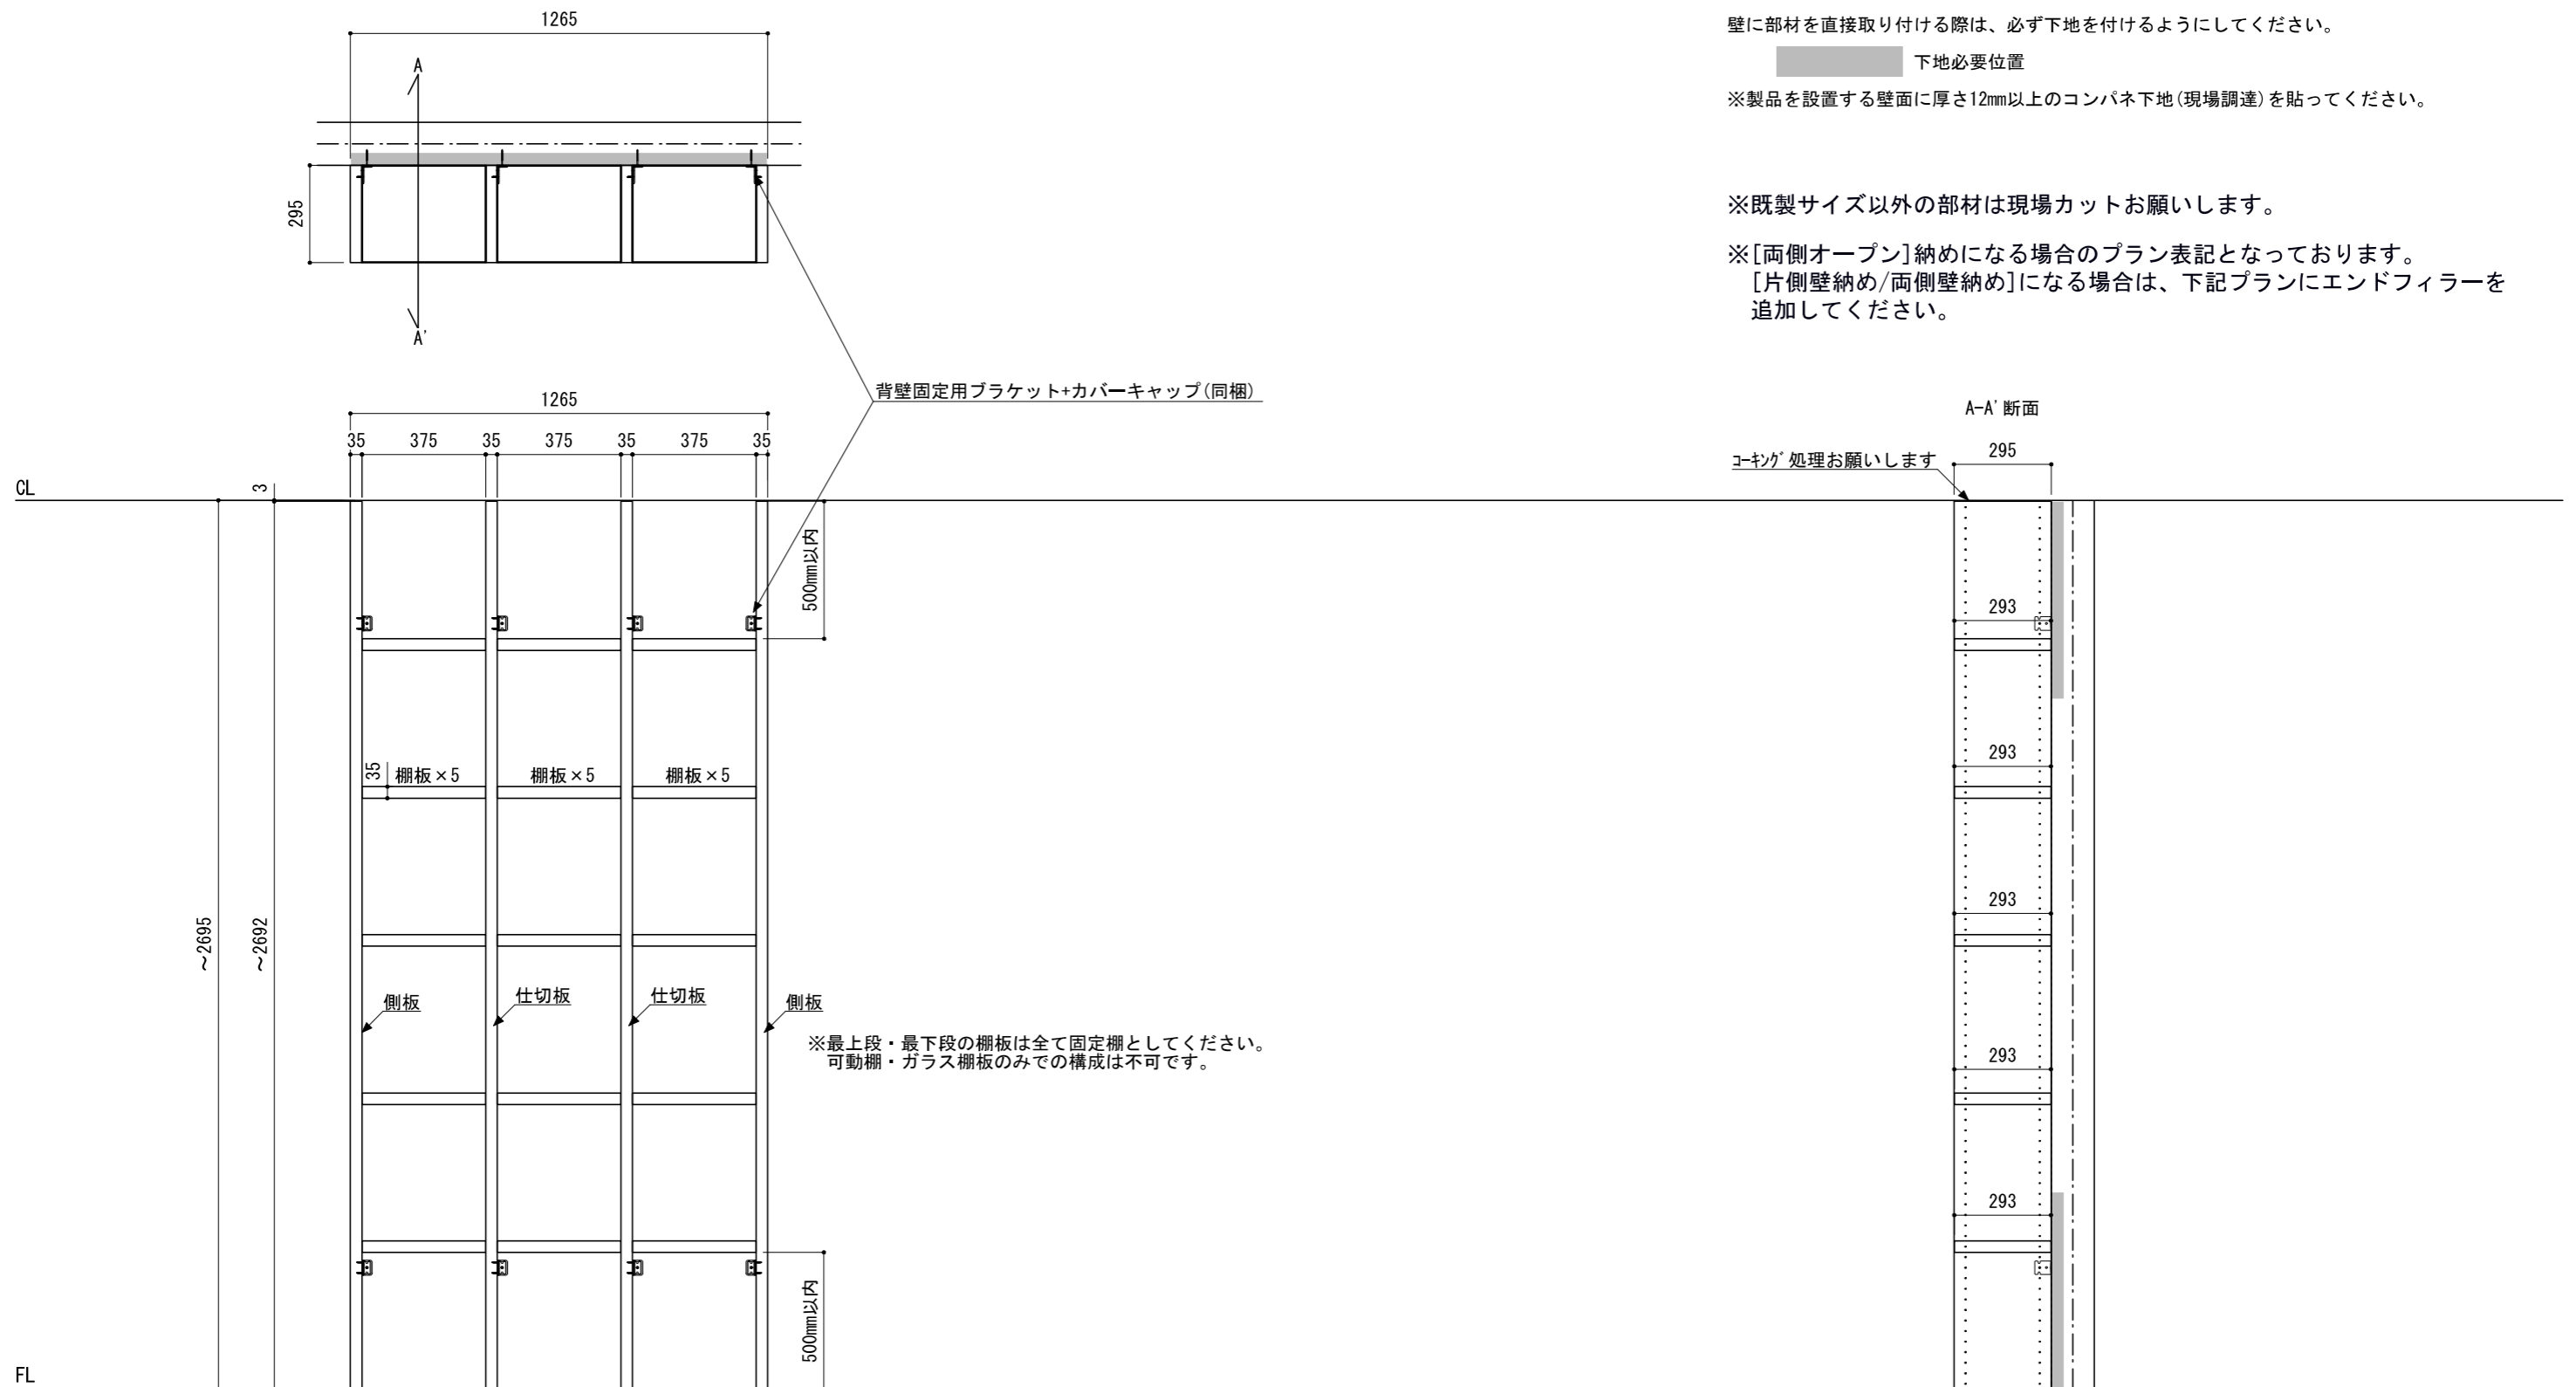 1265
壁に部材を直接取り付ける際は、必ず下地を付けるようにしてください。
下地必要位置
※製品を設置する壁面に厚さ12mm以上のコンパネ下地(現場調達)を貼ってください。
A
295
A'
※既製サイズ以外の部材は現場カットお願いします。
※[両側オープン]納めになる場合のプラン表記となっております。
[片側壁納め/両側壁納め]になる場合は、下記プランにエンドフィラーを
追加してください。
背壁固定用ブラケット+カバーキャップ(同梱)
1265
35 375 35 375 35 375 35
A-A'断面
コーキング処理お願いします
295
CL
3
500mm以内
293
293
35
棚板×5 棚板×5 棚板×5
293
~2695
~2692
側板 仕切板 仕切板 側板
※最上段・最下段の棚板は全て固定棚としてください。
可動棚・ガラス棚板のみでの構成は不可です。
293
293
500mm以内
FL